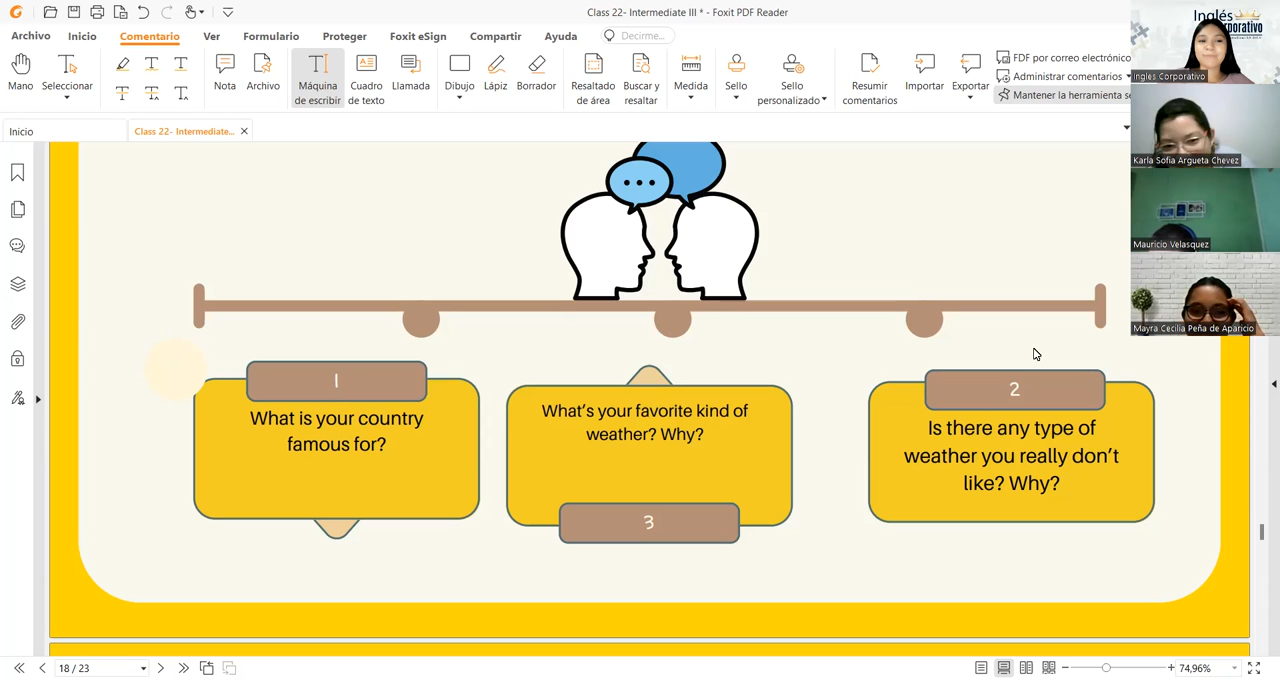 Class 22- Intermediate III * - Foxit PDF Reader
Archivo
Inicio
Comentario
Ver
Formulario
Proteger
Foxit eSign
Compartir
Ayuda
Decirme...
Mano
Seleccionar
Nota
Archivo
Máquina
de escribir
Cuadro
de texto
Llamada
Dibujo
Lápiz
Borrador
Resaltado
de área
Buscar y
resaltar
Medida
Sello
Sello
personalizado
Resumir
comentarios
Importar
Exportar
FDF por correo electrónico
Administrar comentarios
Mantener la herramienta se
Inglés
orporativo
Ingles Corporativo
Karla Sofia Argueta Chevez
Mauricio Velasquez
Mayra Cecilia Peña de Aparicio
Inicio
Class 22- Intermediate...
1
What is your country
famous for?
What's your favorite kind of
weather? Why?
3
2
Is there any type of
weather you really don't
like? Why?
18 / 23
74,96%